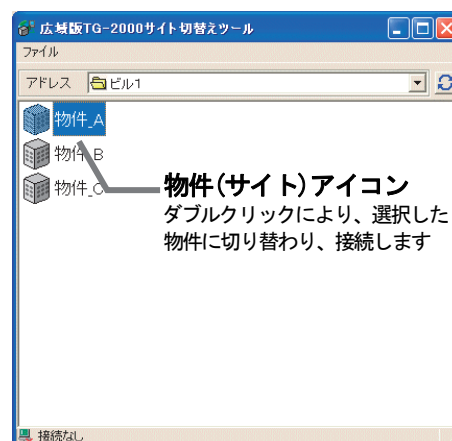 広域版TG-2000サイト切替えツール
ファイル
アドレス ビル1
物件_A
物件_B
物件_C
物件(サイト)アイコン
ダブルクリックにより、選択した
物件に切り替わり、接続します
接続なし